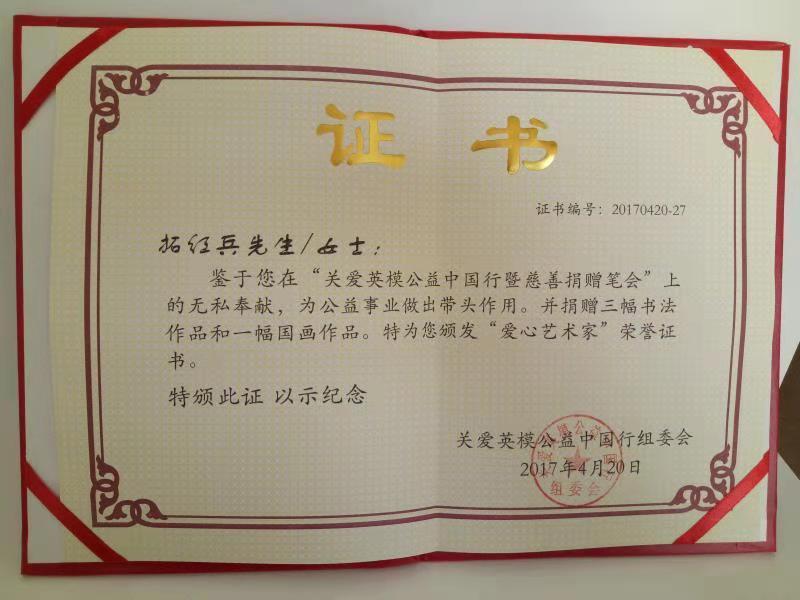 证书
证书编号：20170420-27
拓红兵先生/女士：
鉴于您在“关爱英模公益中国行暨慈善捐赠笔会”上
的无私奉献，为公益事业做出带头作用。并捐赠三幅书法
作品和一幅国画作品。特为您颁发“爱心艺术家”荣誉证
书。
特颁此证 以示纪念
关爱英模公益中国行组委会
2017年4月20日
组委会